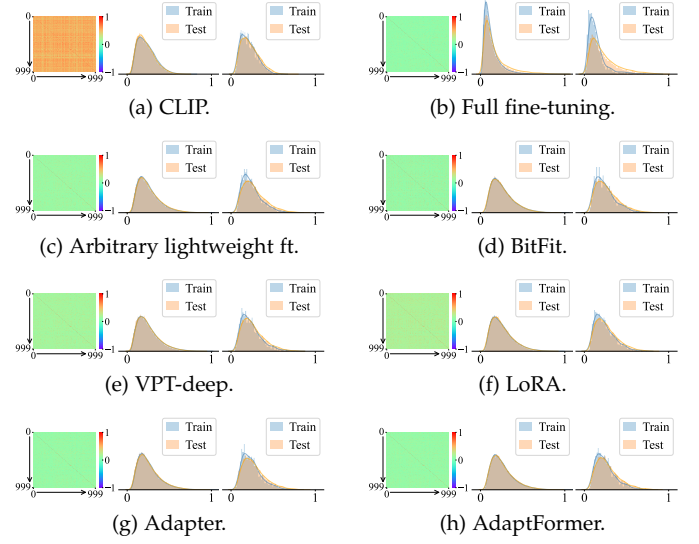 0 1 Train Train
Test Test
0
999 −1
0 999 0 1 0 1
(a) CLIP.
0 1 Train Train
Test Test
0
999 −1
0 999 0 1 0 1
(b) Full fine-tuning.
0 1 Train Train
Test Test
0
999 −1
0 999 0 1 0 1
(c) Arbitrary lightweight ft.
0 1 Train Train
Test Test
0
999 −1
0 999 0 1 0 1
(d) BitFit.
0 1 Train Train
Test Test
0
999 −1
0 999 0 1 0 1
(e) VPT-deep.
0 1 Train Train
Test Test
0
999 −1
0 999 0 1 0 1
(f) LoRA.
0 1 Train Train
Test Test
0
999 −1
0 999 0 1 0 1
(g) Adapter.
0 1 Train Train
Test Test
0
999 −1
0 999 0 1 0 1
(h) AdaptFormer.